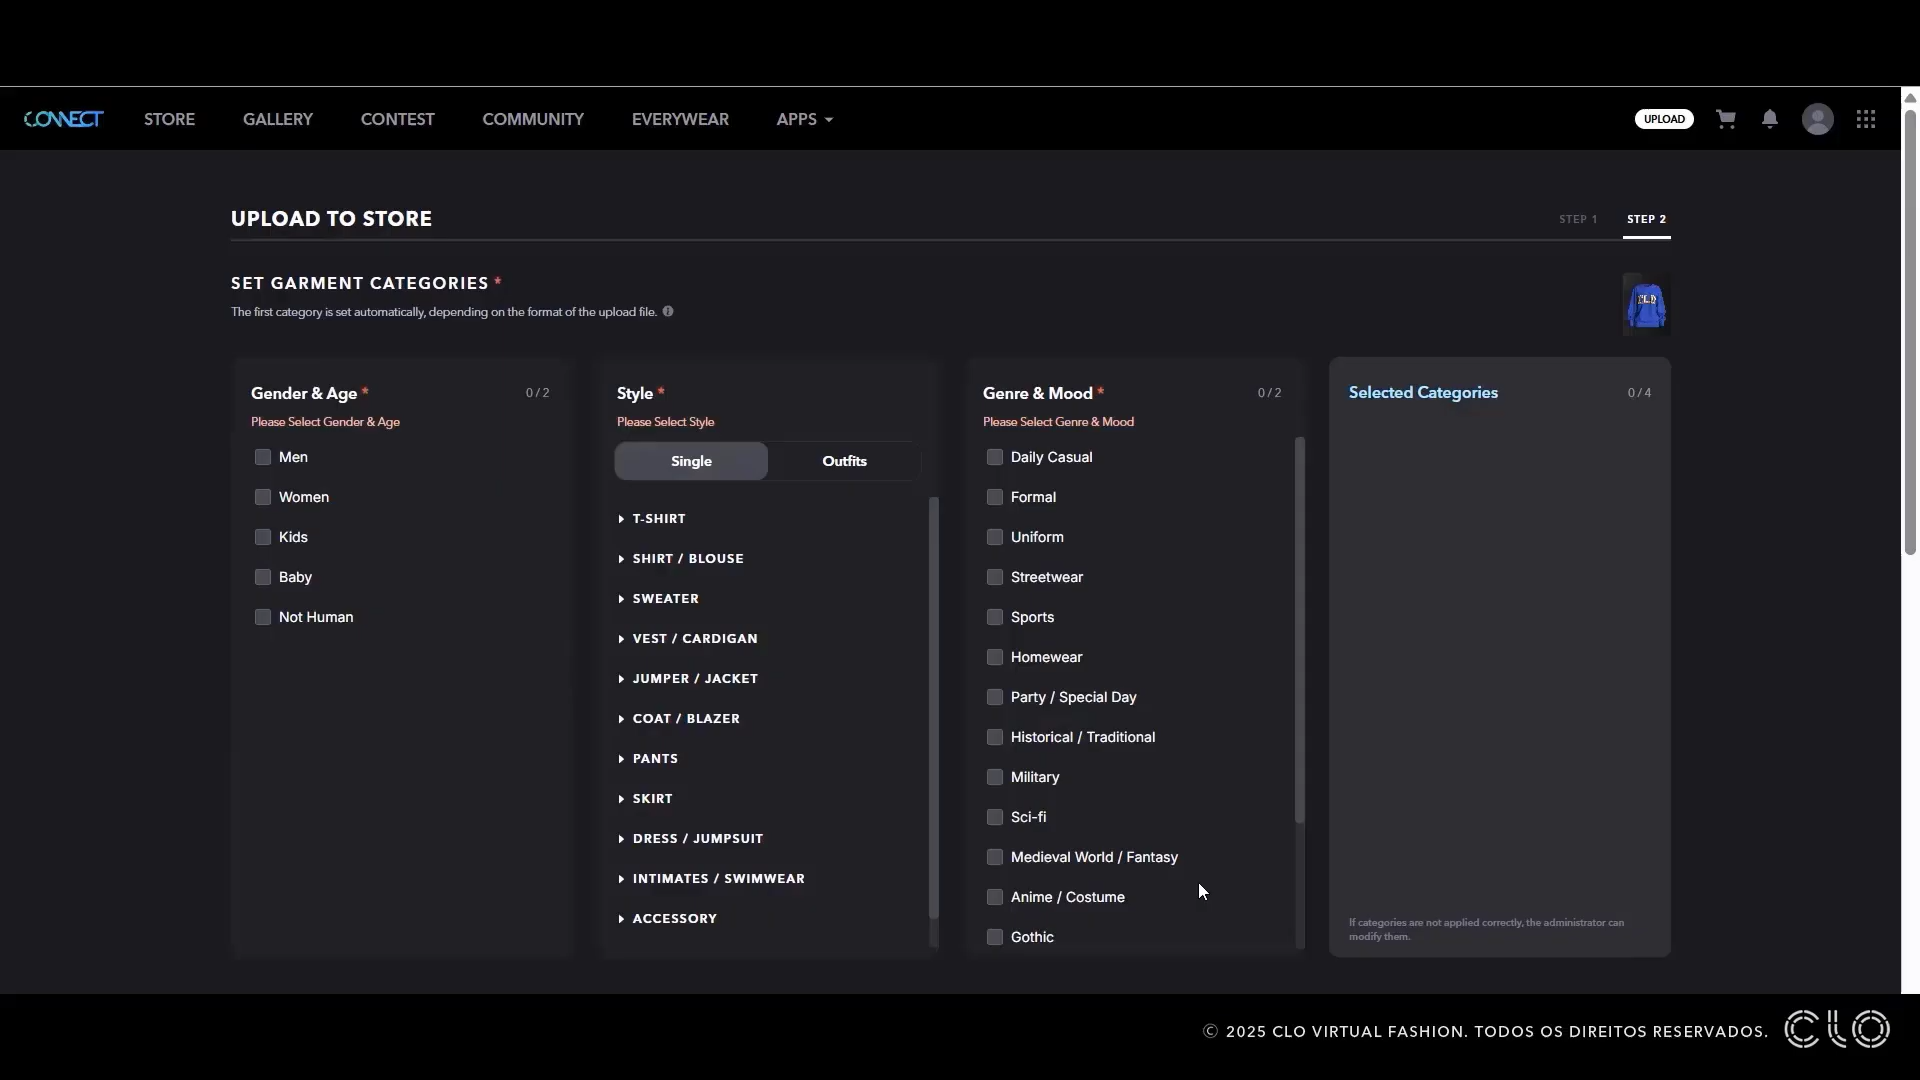 CONNECT
STORE
GALLERY
CONTEST
COMMUNITY
EVERYWEAR
APPS
UPLOAD
UPLOAD TO STORE
STEP 1
STEP 2
SET GARMENT CATEGORIES *
The first category is set automatically, depending on the format of the upload file.
CLO
Gender & Age *
0 / 2
Please Select Gender & Age
Men
Women
Kids
Baby
Not Human
Style *
Please Select Style
Single
Outfits
T-SHIRT
SHIRT / BLOUSE
SWEATER
VEST / CARDIGAN
JUMPER / JACKET
COAT / BLAZER
PANTS
SKIRT
DRESS / JUMPSUIT
INTIMATES / SWIMWEAR
ACCESSORY
Genre & Mood *
0 / 2
Please Select Genre & Mood
Daily Casual
Formal
Uniform
Streetwear
Sports
Homewear
Party / Special Day
Historical / Traditional
Military
Sci-fi
Medieval World / Fantasy
Anime / Costume
Gothic
Selected Categories
0 / 4
If categories are not applied correctly, the administrator can
modify them.
© 2025 CLO VIRTUAL FASHION. TODOS OS DIREITOS RESERVADOS.
CLO